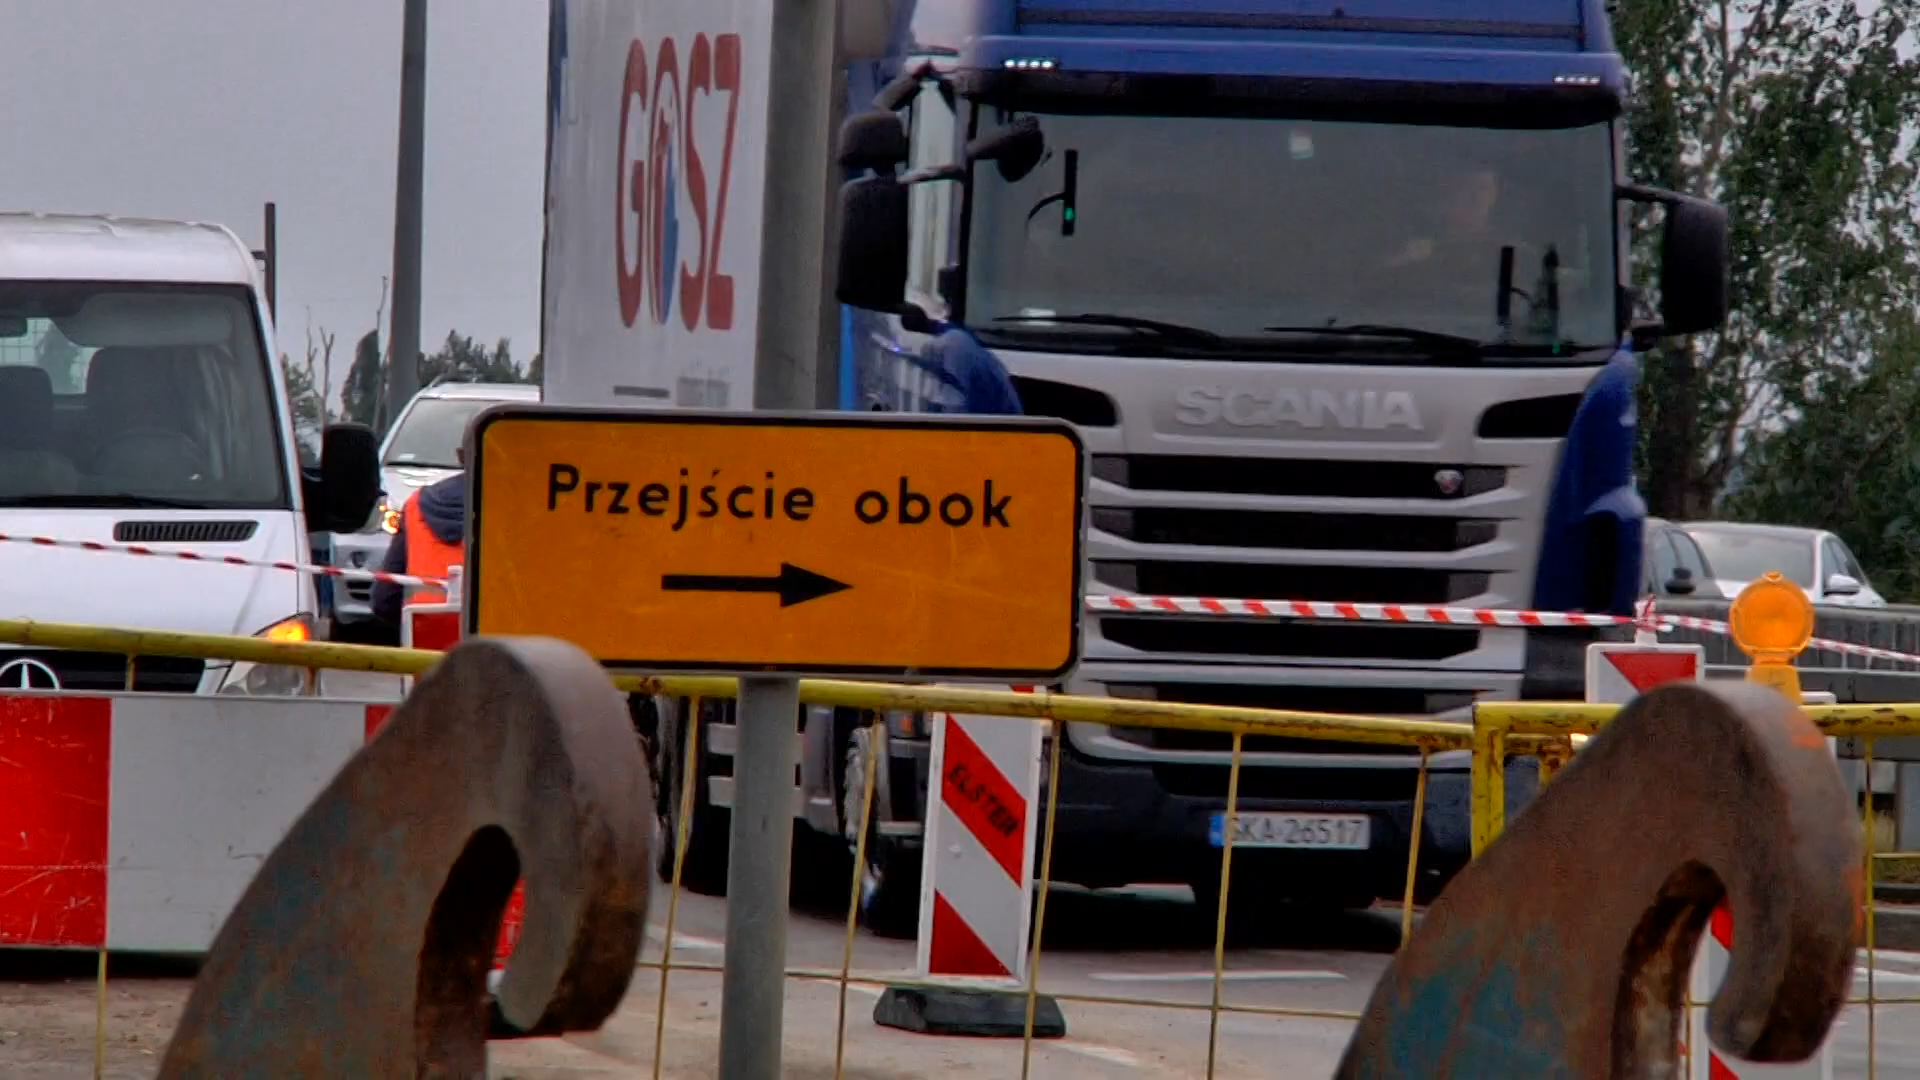 GOSZ
SCANIA
Przejście obok
ELSTER
GKA 26517